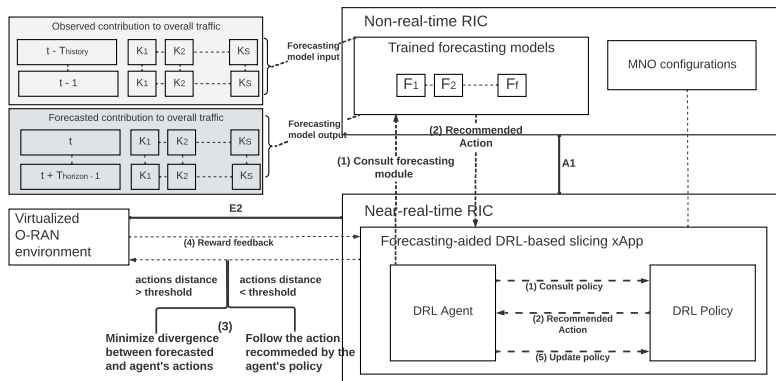 Observed contribution to overall traffic
t - Thistory
K1
K2
KS
t - 1
K1
K2
KS
Forecasting
model input
Forecasted contribution to overall traffic
t
K1
K2
KS
t + Thorizon - 1
K1
K2
KS
Forecasting
model output
Non-real-time RIC
Trained forecasting models
F1
F2
Ff
MNO configurations
(2) Recommended
Action
(1) Consult forecasting
module
A1
E2
Near-real-time RIC
Virtualized
O-RAN
environment
(4) Reward feedback
Forecasting-aided DRL-based slicing xApp
DRL Agent
(1) Consult policy
(2) Recommended
Action
(5) Update policy
DRL Policy
actions distance
> threshold
actions distance
< threshold
(3)
Minimize divergence
between forecasted
and agent's actions
Follow the action
recommeded by the
agent's policy